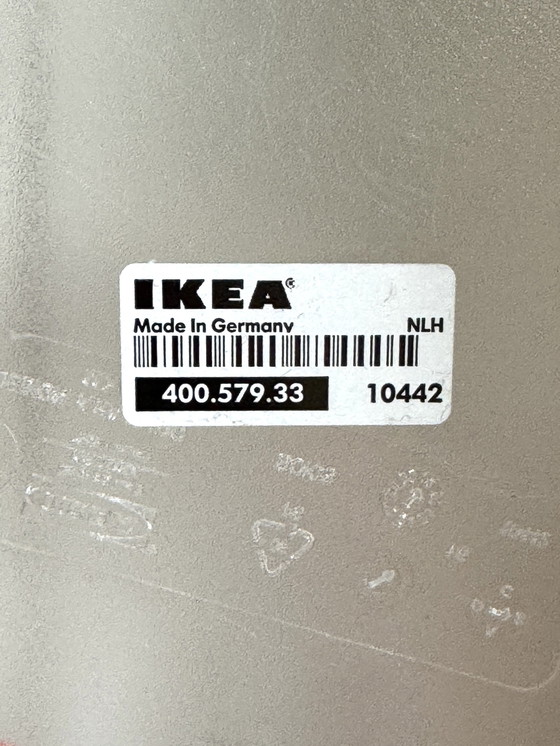 IKEA®
Made In Germany
NLH
400.579.33
10442